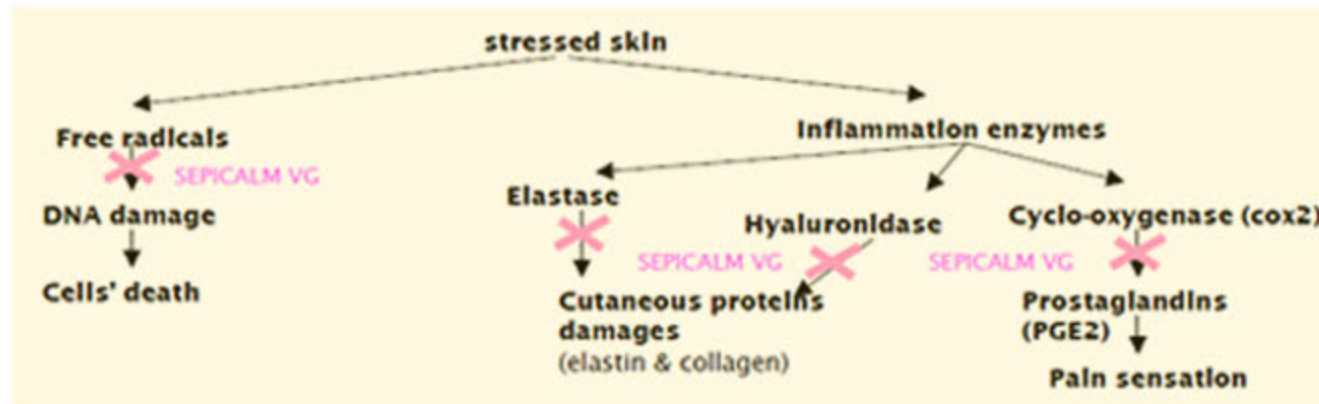 stressed skin
Free radicals
Inflammation enzymes
SEPICALM VG
Elastase
DNA damage
Hyaluronidase
Cyclo-oxygenase (cox2)
SEPICALM VG
SEPICALM VG
Cells' death
Cutaneous proteins
damages
(elastin & collagen)
Prostaglandins
(PGE2)
Pain sensation